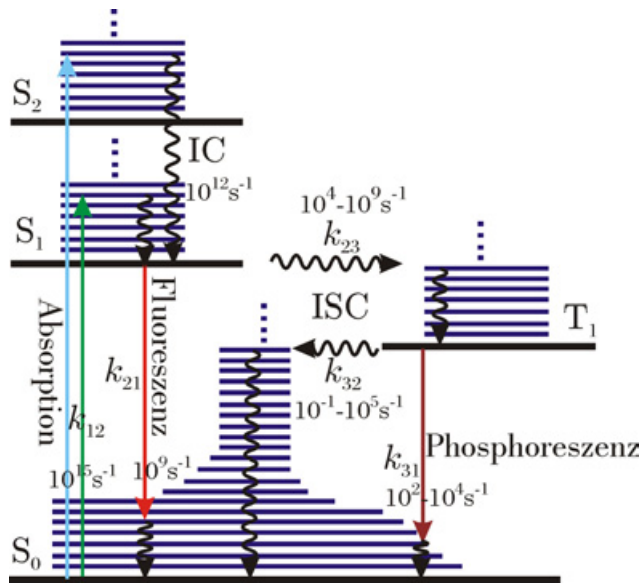 S₂
IC
10¹²s⁻¹
10⁴-10⁹s⁻¹
k₂₃
S₁
ISC
T₁
Absorption
Fluoreszenz
k₂₁
k₁₂
k₃₂
10⁻¹-10⁵s⁻¹
Phosphoreszenz
k₃₁
10¹⁵s⁻¹
10⁹s⁻¹
10²-10⁴s⁻¹
S₀